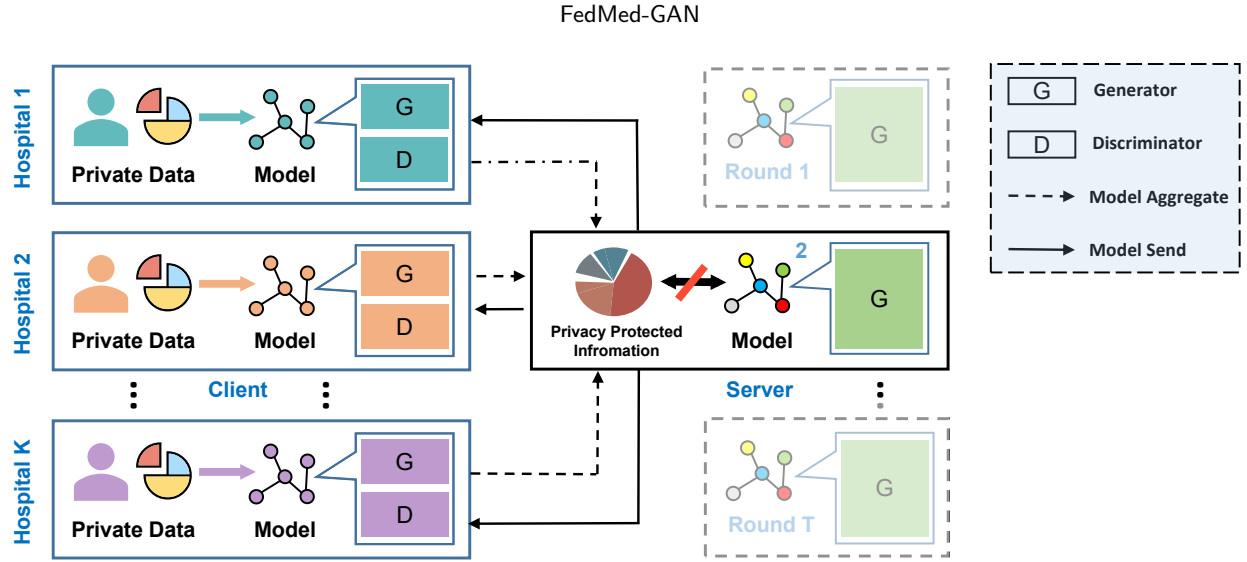 FedMed-GAN
Hospital 1
Private Data
Model
G
D
Round 1
G
G
Generator
D
Discriminator
Model Aggregate
Model Send
Hospital 2
Private Data
Model
G
D
Privacy Protected
Infromation
Model
2
G
Client
Server
Hospital K
Private Data
Model
G
D
Round T
G